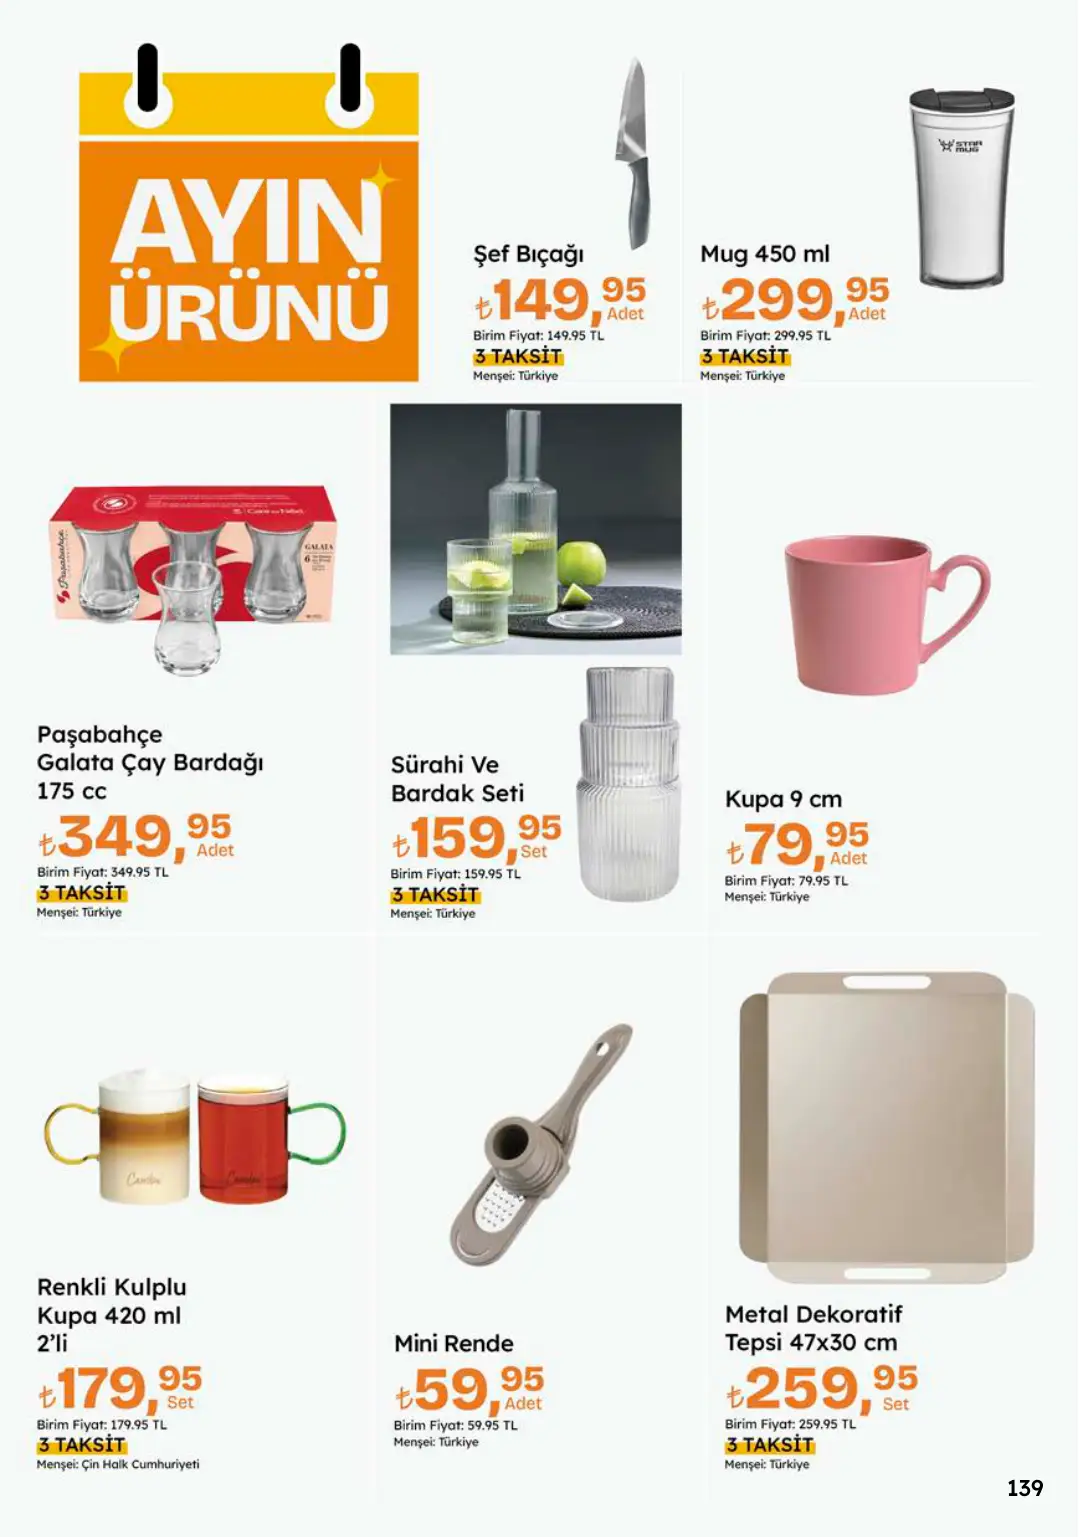 AYIN
ÜRÜNÜ
Şef Bıçağı
₺149,95
Adet
Birim Fiyat: 149.95 TL
3 TAKSİT
Menşei: Türkiye
STAR
MUG
Mug 450 ml
₺299,95
Adet
Birim Fiyat: 299.95 TL
3 TAKSİT
Menşei: Türkiye
Paşabahçe
GALATA
6
Paşabahçe
Galata Çay Bardağı
175 cc
₺349,95
Adet
Birim Fiyat: 349.95 TL
3 TAKSİT
Menşei: Türkiye
Sürahi Ve
Bardak Seti
₺159,95
Set
Birim Fiyat: 159.95 TL
3 TAKSİT
Menşei: Türkiye
Kupa 9 cm
₺79,95
Adet
Birim Fiyat: 79.95 TL
Menşei: Türkiye
Renkli Kulplu
Kupa 420 ml
2’li
₺179,95
Set
Birim Fiyat: 179.95 TL
3 TAKSİT
Menşei: Çin Halk Cumhuriyeti
Mini Rende
₺59,95
Adet
Birim Fiyat: 59.95 TL
Menşei: Türkiye
Metal Dekoratif
Tepsi 47x30 cm
₺259,95
Set
Birim Fiyat: 259.95 TL
3 TAKSİT
Menşei: Türkiye
139